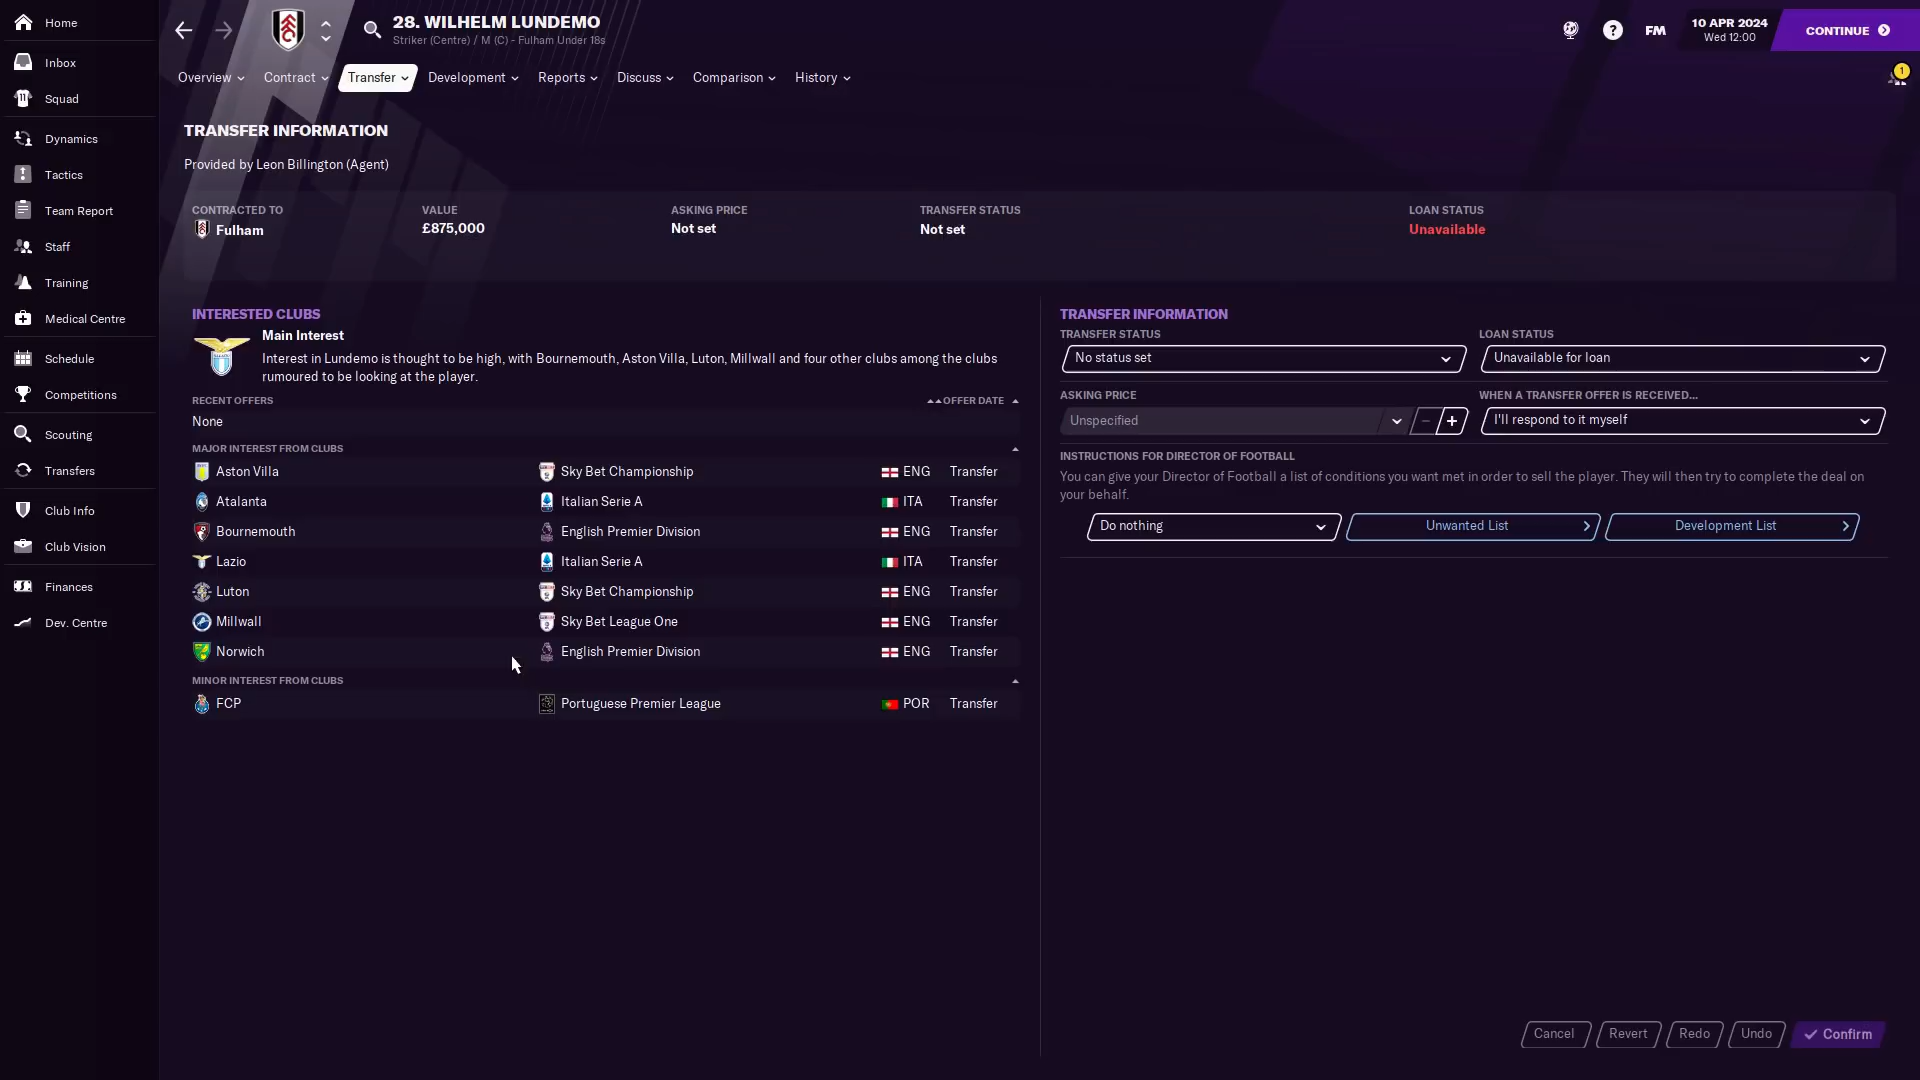 Home
Inbox
Squad
Dynamics
Tactics
Team Report
Staff
Training
Medical Centre
Schedule
Competitions
Scouting
Transfers
Club Info
Club Vision
Finances
Dev. Centre
28. WILHELM LUNDEMO
Striker (Centre) / M (C) - Fulham Under 18s
FM
10 APR 2024
Wed 12:00
CONTINUE
1
Overview Contract Transfer Development Reports Discuss Comparison History
TRANSFER INFORMATION
Provided by Leon Billington (Agent)
CONTRACTED TO VALUE ASKING PRICE TRANSFER STATUS LOAN STATUS
Fulham £875,000 Not set Not set Unavailable
INTERESTED CLUBS
Main Interest
Interest in Lundemo is thought to be high, with Bournemouth, Aston Villa, Luton, Millwall and four other clubs among the clubs
rumoured to be looking at the player.
RECENT OFFERS OFFER DATE
None
MAJOR INTEREST FROM CLUBS
Aston Villa Sky Bet Championship ENG Transfer
Atalanta Italian Serie A ITA Transfer
Bournemouth English Premier Division ENG Transfer
Lazio Italian Serie A ITA Transfer
Luton Sky Bet Championship ENG Transfer
Millwall Sky Bet League One ENG Transfer
Norwich English Premier Division ENG Transfer
MINOR INTEREST FROM CLUBS
FCP Portuguese Premier League POR Transfer
TRANSFER INFORMATION
TRANSFER STATUS LOAN STATUS
No status set Unavailable for loan
ASKING PRICE WHEN A TRANSFER OFFER IS RECEIVED...
Unspecified I'll respond to it myself
INSTRUCTIONS FOR DIRECTOR OF FOOTBALL
You can give your Director of Football a list of conditions you want met in order to sell the player. They will then try to complete the deal on
your behalf.
Do nothing Unwanted List Development List
Cancel Revert Redo Undo Confirm